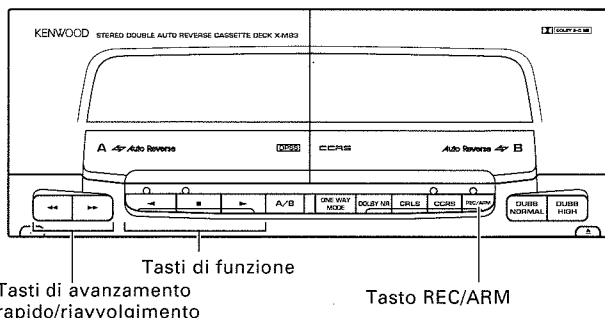 KENWOOD STEREO DOUBLE AUTO REVERSE CASSETTE DECK X-M83
DOLBY B-C NR
A Auto Reverse DPSS CCRS Auto Reverse B
A/B ONE WAY MODE DOLBY NR CRLS CCRS REC/ARM DUBB NORMAL DUBB HIGH
Tasti di funzione
Tasti di avanzamento
rapido/riavvolgimento
Tasto REC/ARM